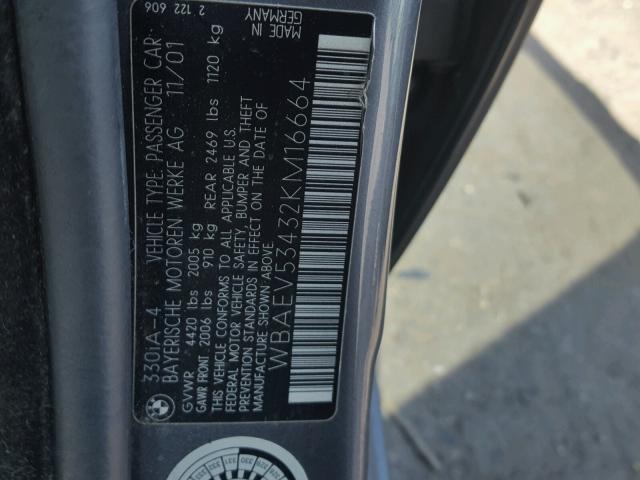 2 122 606
330iA-4 VEHICLE TYPE: PASSENGER CAR
BAYERISCHE MOTOREN WERKE AG 11/01
GVWR 4420 lbs 2005 kg
GAWR FRONT 2006 lbs 910 kg REAR 2469 lbs 1120 kg
THIS VEHICLE CONFORMS TO ALL APPLICABLE U.S.
FEDERAL MOTOR VEHICLE SAFETY, BUMPER AND THEFT
PREVENTION STANDARDS IN EFFECT ON THE DATE OF
MANUFACTURE SHOWN ABOVE
WBAEV53432KM16664
MADE IN
GERMANY